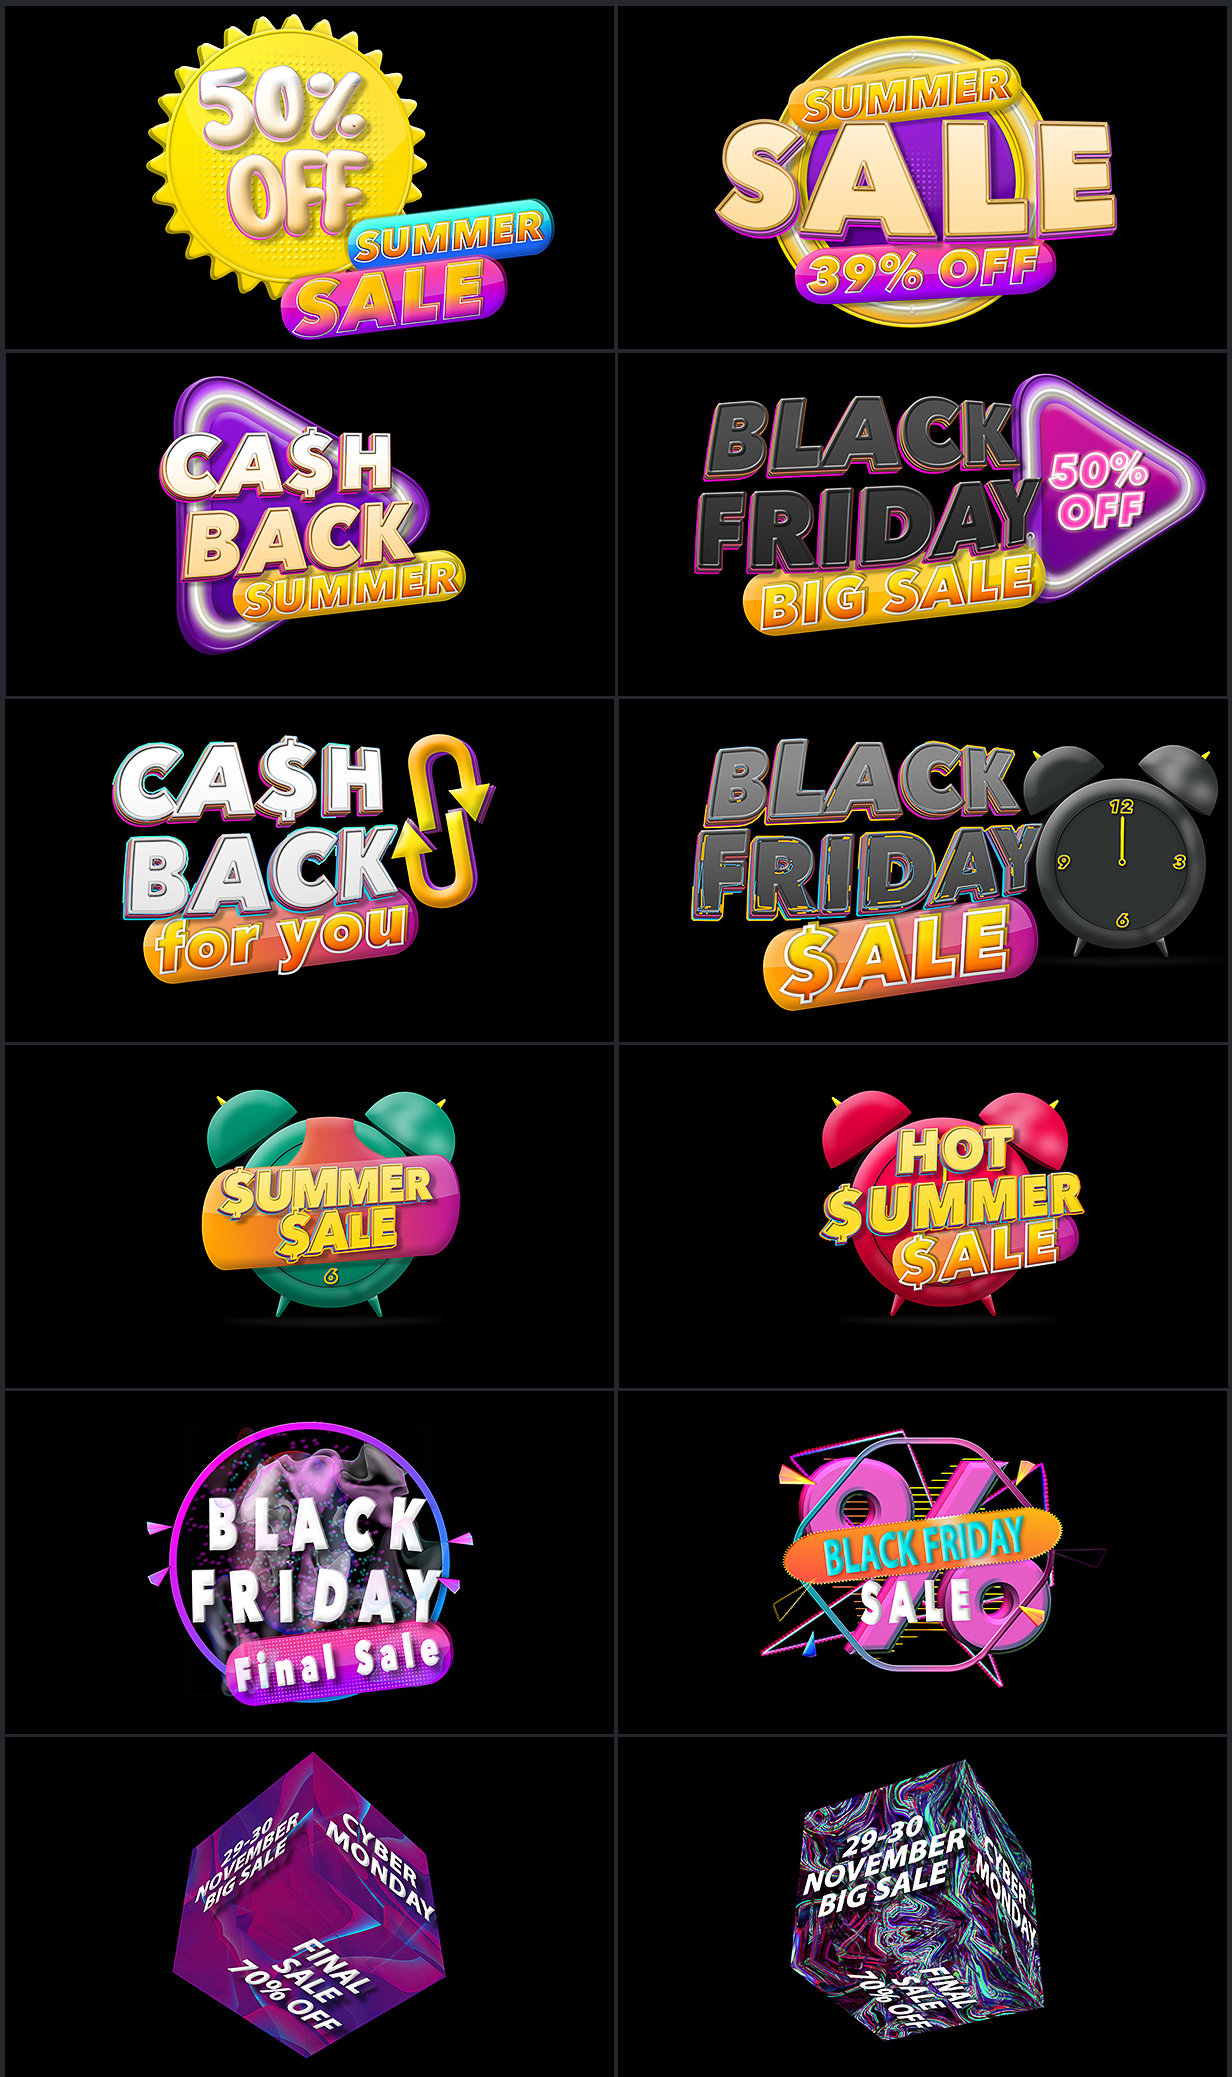 50%
OFF
SUMMER
SALE
SUMMER
SALE
39% OFF
CA$H
BACK
SUMMER
BLACK
FRIDAY
BIG SALE
50%
OFF
CA$H
BACK
for you
BLACK
FRIDAY
$ALE
12
9
3
6
$UMMER
$ALE
6
HOT
$UMMER
$ALE
BLACK
FRIDAY
Final Sale
%
BLACK FRIDAY
SALE
29-30
NOVEMBER
BIG SALE
CYBER
MONDAY
FINAL
SALE
70% OFF
29-30
NOVEMBER
BIG SALE
CYBER
MONDAY
FINAL
SALE
70% OFF